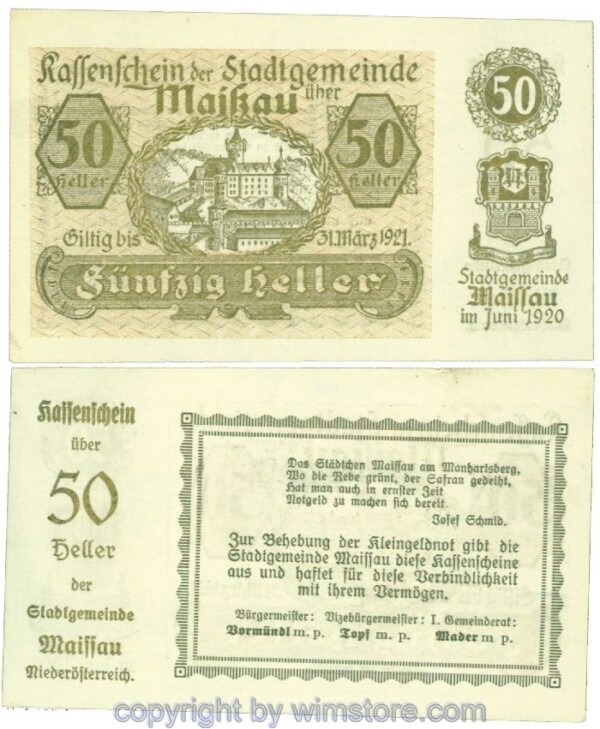 Kassenschein der Stadtgemeinde
Maissau über
50
Heller
50
Heller
Giltig bis
31. März 1921.
Fünfzig Heller
50
Stadtgemeinde
Maissau
im Juni 1920
Kassenschein
über
50
Heller
der
Stadtgemeinde
Maissau
Niederösterreich.
Das Städtchen Maissau am Manhartsberg,
Wo die Rebe grünt, der Safran gedeiht,
Hat man auch in ernster Zeit
Notgeld zu machen sich bereit.
Josef Schmid.
Zur Behebung der Kleingeldnot gibt die
Stadtgemeinde Maissau diese Kassenscheine
aus und haftet für diese Verbindlichkeit
mit ihrem Vermögen.
Bürgermeister: Vizebürgermeister: I. Gemeinderat:
Vormündl m. p. Topf m. p. Mader m p.
copyright by wimstore.com